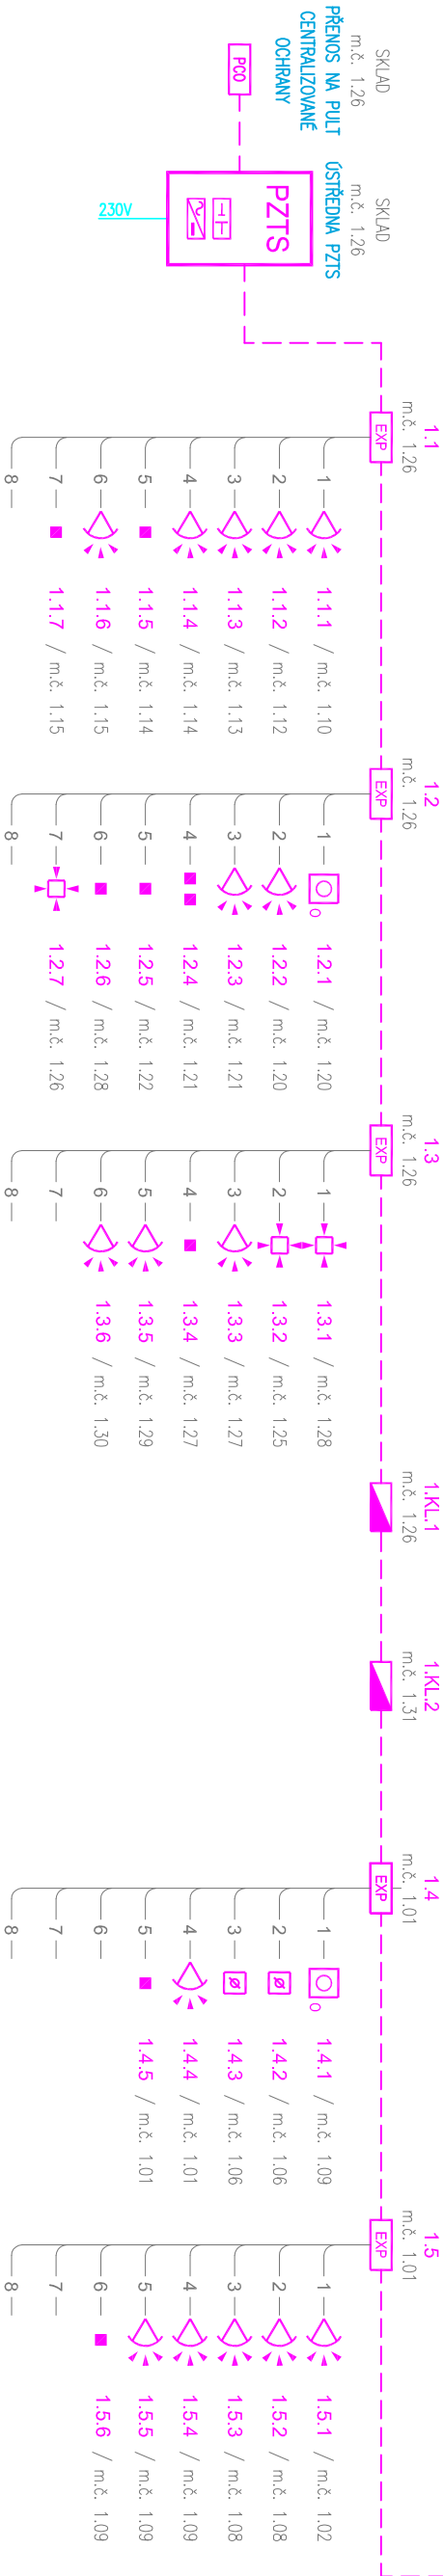 SKLAD
m.č. 1.26
PŘENOS NA PULT
CENTRALIZOVANÉ
OCHRANY
PCO
SKLAD
m.č. 1.26
ÚSTŘEDNA PZTS
PZTS
230V
1.1
m.č. 1.26
EXP
1 1.1.1 / m.č. 1.10
2 1.1.2 / m.č. 1.12
3 1.1.3 / m.č. 1.13
4 1.1.4 / m.č. 1.14
5 1.1.5 / m.č. 1.14
6 1.1.6 / m.č. 1.15
7 1.1.7 / m.č. 1.15
8
1.2
m.č. 1.26
EXP
1 1.2.1 / m.č. 1.20
2 1.2.2 / m.č. 1.20
3 1.2.3 / m.č. 1.21
4 1.2.4 / m.č. 1.21
5 1.2.5 / m.č. 1.22
6 1.2.6 / m.č. 1.28
7 1.2.7 / m.č. 1.26
8
1.3
m.č. 1.26
EXP
1 1.3.1 / m.č. 1.28
2 1.3.2 / m.č. 1.25
3 1.3.3 / m.č. 1.27
4 1.3.4 / m.č. 1.27
5 1.3.5 / m.č. 1.29
6 1.3.6 / m.č. 1.30
7
8
1.KL.1
m.č. 1.26
1.KL.2
m.č. 1.31
1.4
m.č. 1.01
EXP
1 1.4.1 / m.č. 1.09
2 1.4.2 / m.č. 1.06
3 1.4.3 / m.č. 1.06
4 1.4.4 / m.č. 1.01
5 1.4.5 / m.č. 1.01
6
7
8
1.5
m.č. 1.01
EXP
1 1.5.1 / m.č. 1.02
2 1.5.2 / m.č. 1.08
3 1.5.3 / m.č. 1.08
4 1.5.4 / m.č. 1.09
5 1.5.5 / m.č. 1.09
6 1.5.6 / m.č. 1.09
7
8